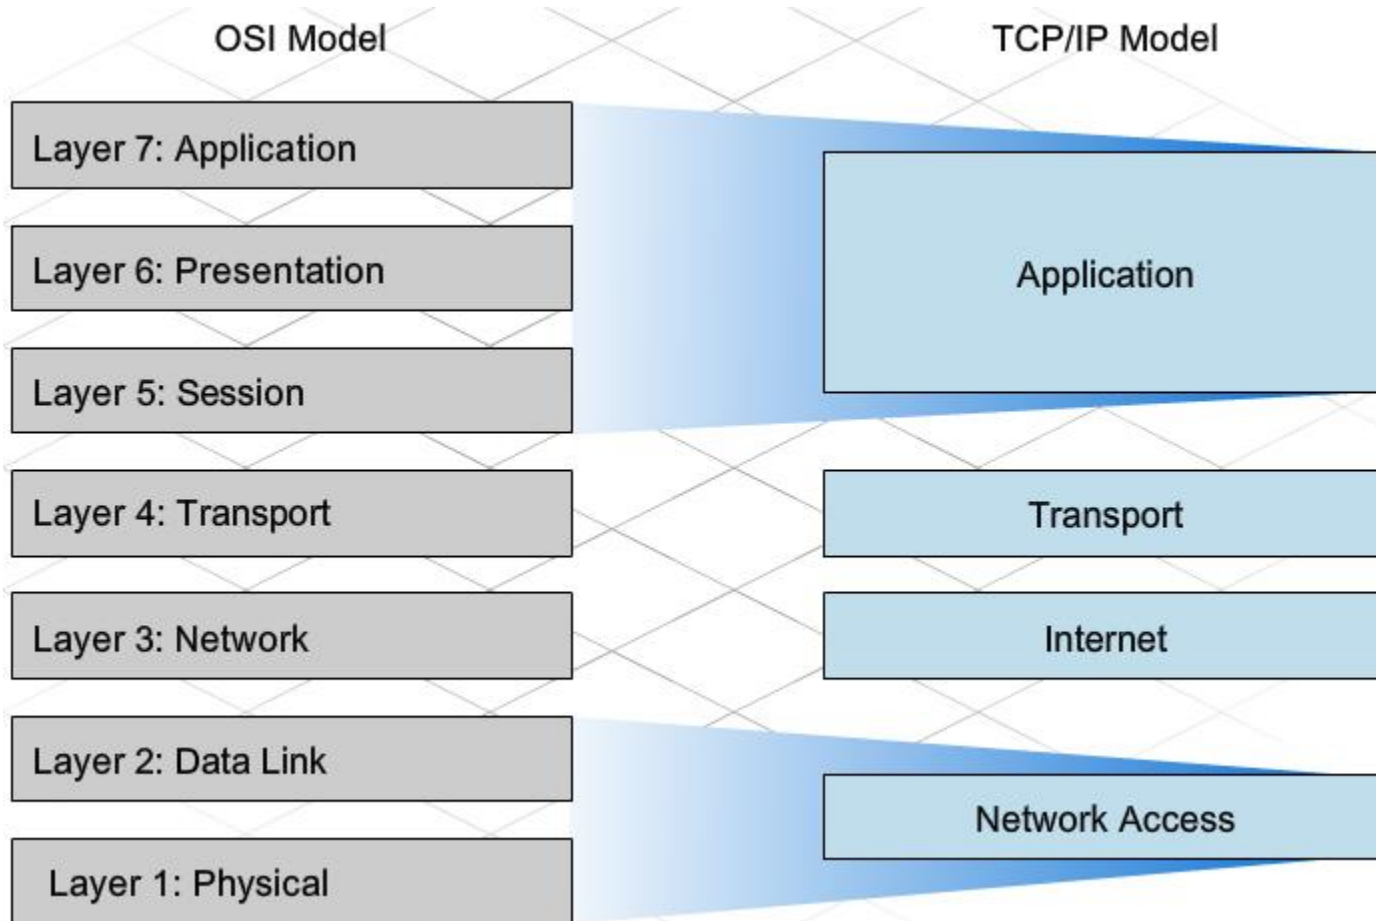 OSI Model
TCP/IP Model
Layer 7: Application
Layer 6: Presentation
Layer 5: Session
Application
Layer 4: Transport
Transport
Layer 3: Network
Internet
Layer 2: Data Link
Layer 1: Physical
Network Access